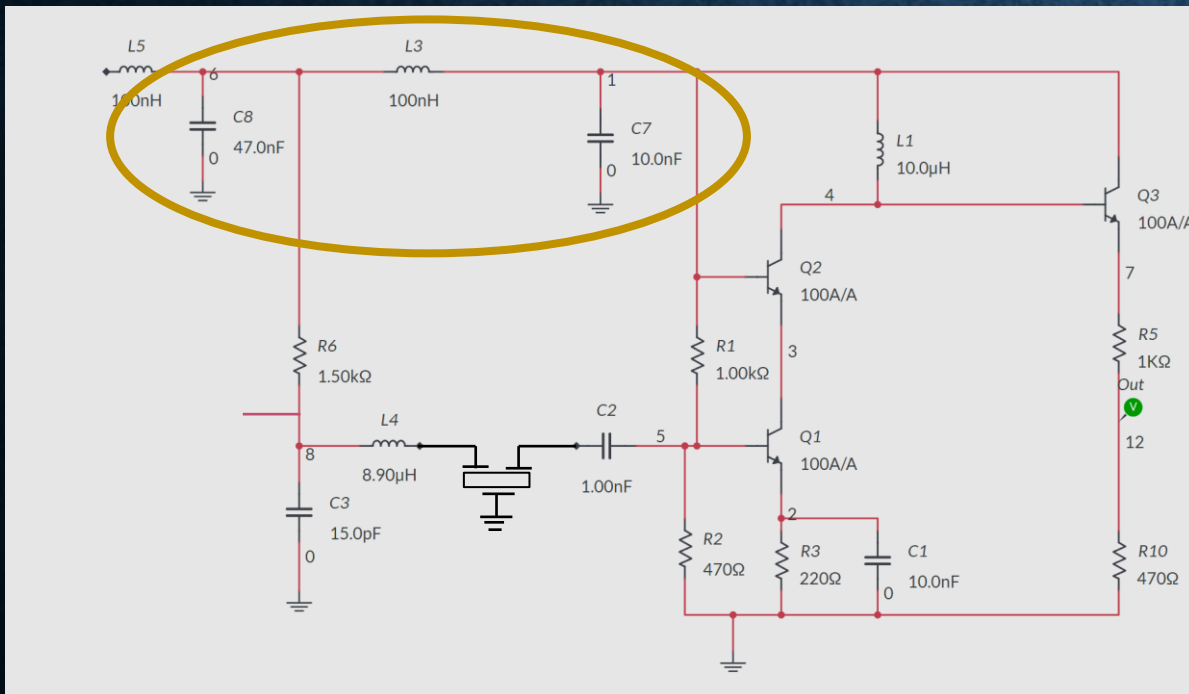 L5
100nH
6
C8
47.0nF
0
L3
100nH
1
C7
10.0nF
0
L1
10.0µH
4
Q3
100A/A
7
Q2
100A/A
R6
1.50kΩ
R1
1.00kΩ
3
R5
1KΩ
Out
V
12
L4
8.90µH
C2
1.00nF
5
Q1
100A/A
8
C3
15.0pF
0
2
R2
470Ω
R3
220Ω
C1
10.0nF
0
R10
470Ω